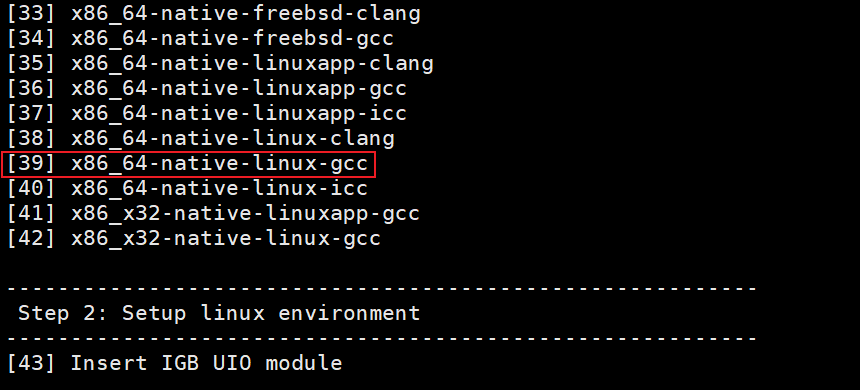 [33] x86_64-native-freebsd-clang
[34] x86_64-native-freebsd-gcc
[35] x86_64-native-linuxapp-clang
[36] x86_64-native-linuxapp-gcc
[37] x86_64-native-linuxapp-icc
[38] x86_64-native-linux-clang
[39] x86_64-native-linux-gcc
[40] x86_64-native-linux-icc
[41] x86_x32-native-linuxapp-gcc
[42] x86_x32-native-linux-gcc
----------------------------------------------------------
Step 2: Setup linux environment
----------------------------------------------------------
[43] Insert IGB UIO module